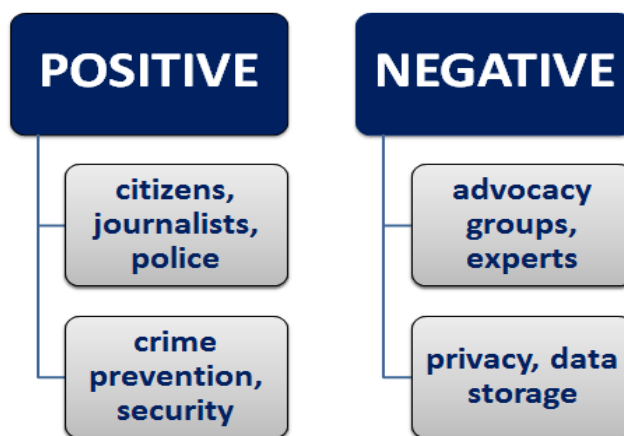 POSITIVE
citizens,
journalists,
police
crime
prevention,
security
NEGATIVE
advocacy
groups,
experts
privacy, data
storage